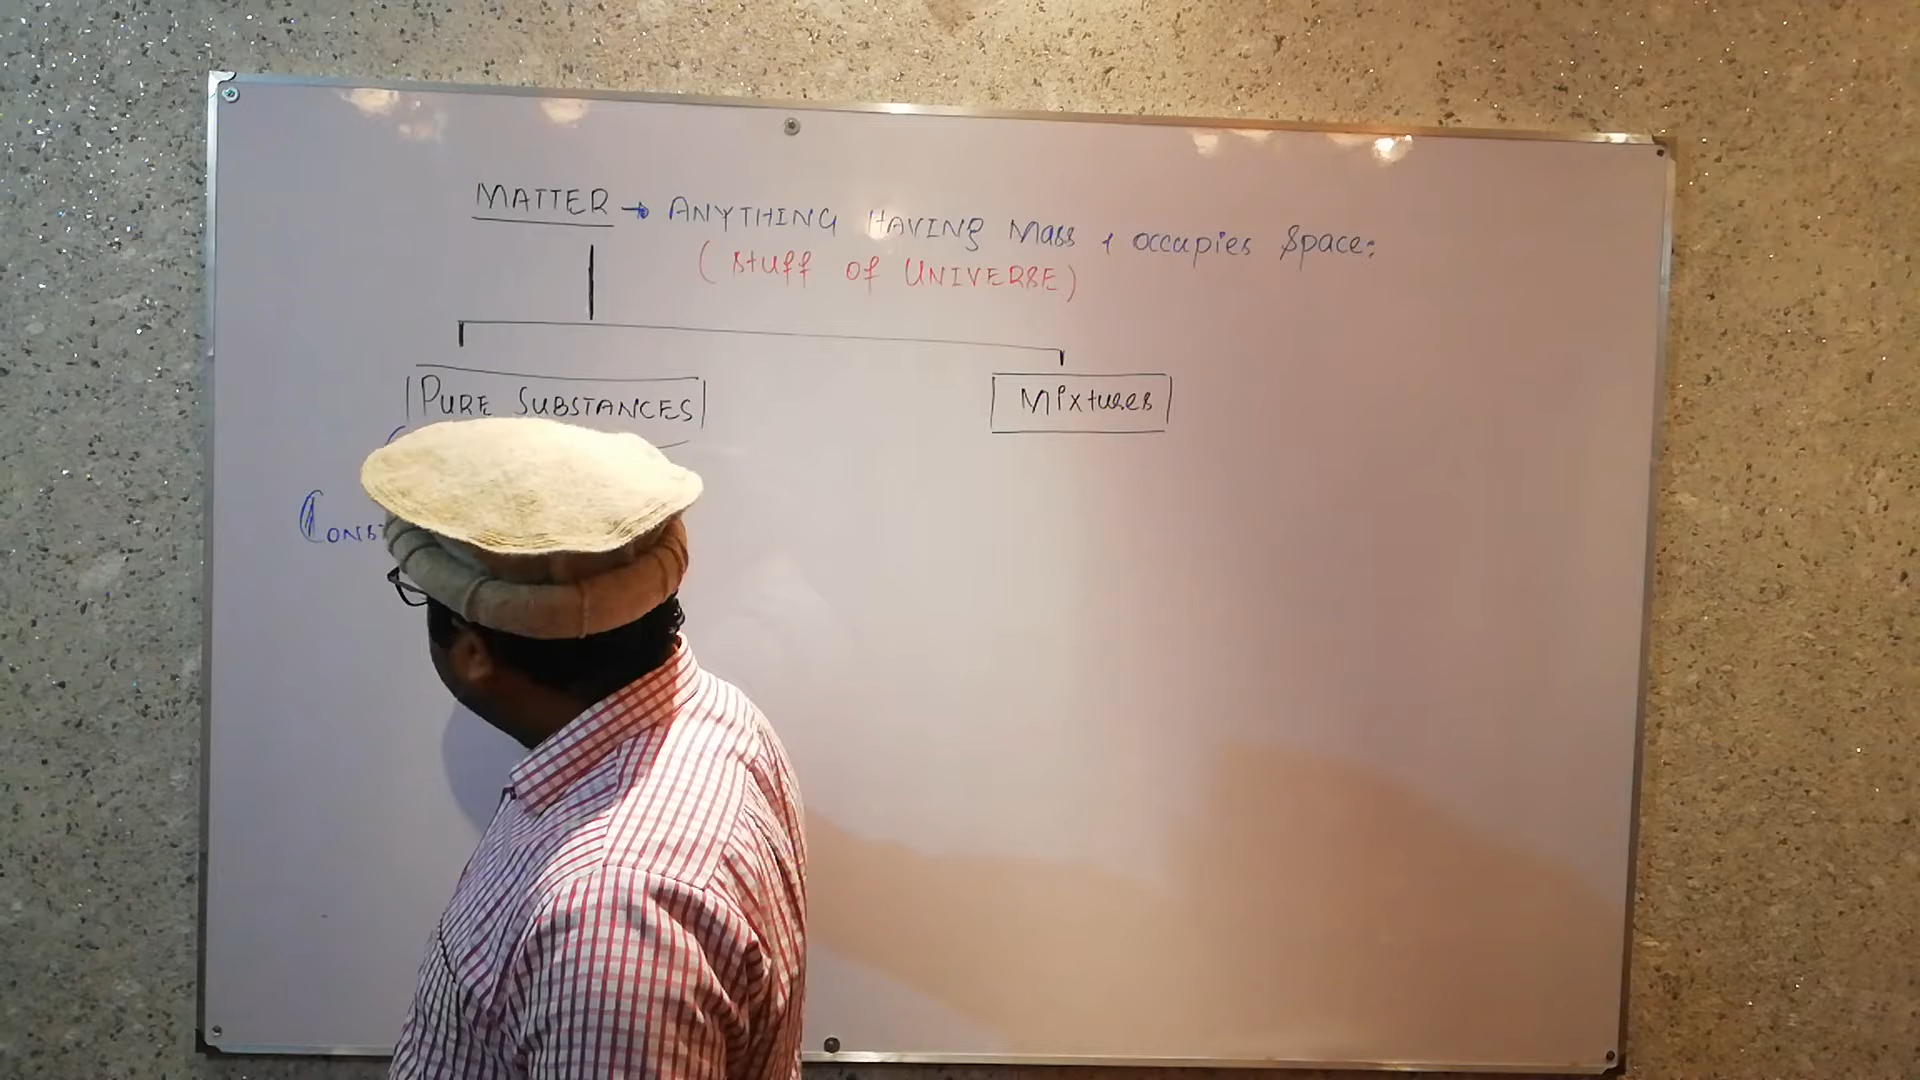 MATTER → ANYTHING HAVING Mass & occupies Space:
(stuff of UNIVERSE)
PURE SUBSTANCES
Mixtures